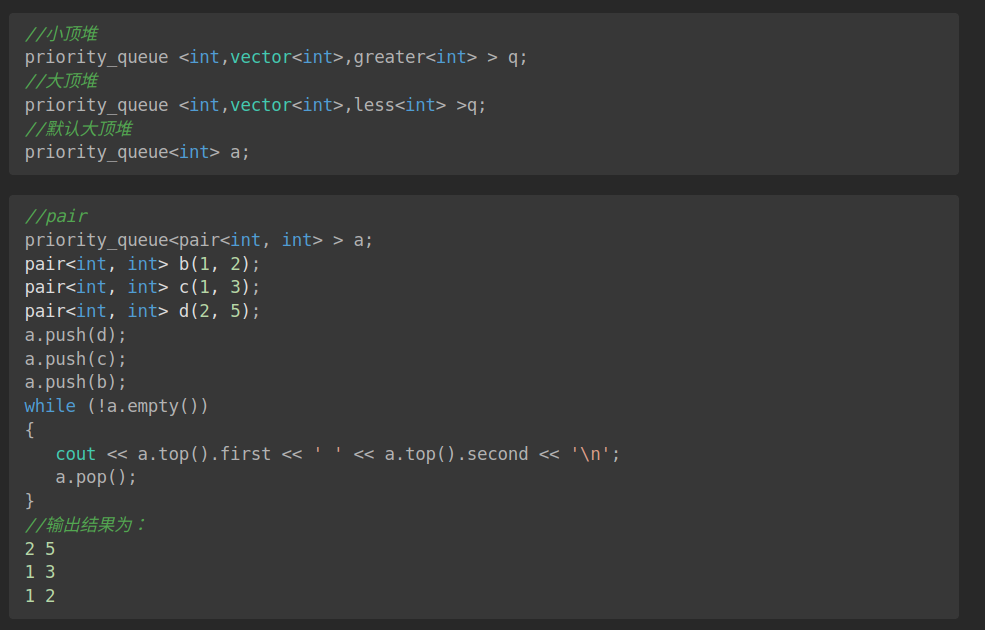 //小顶堆
priority_queue <int,vector<int>,greater<int> > q;
//大顶堆
priority_queue <int,vector<int>,less<int> >q;
//默认大顶堆
priority_queue<int> a;
//pair
priority_queue<pair<int, int> > a;
pair<int, int> b(1, 2);
pair<int, int> c(1, 3);
pair<int, int> d(2, 5);
a.push(d);
a.push(c);
a.push(b);
while (!a.empty())
{
   cout << a.top().first << ' ' << a.top().second << '\n';
   a.pop();
}
//输出结果为：
2 5
1 3
1 2